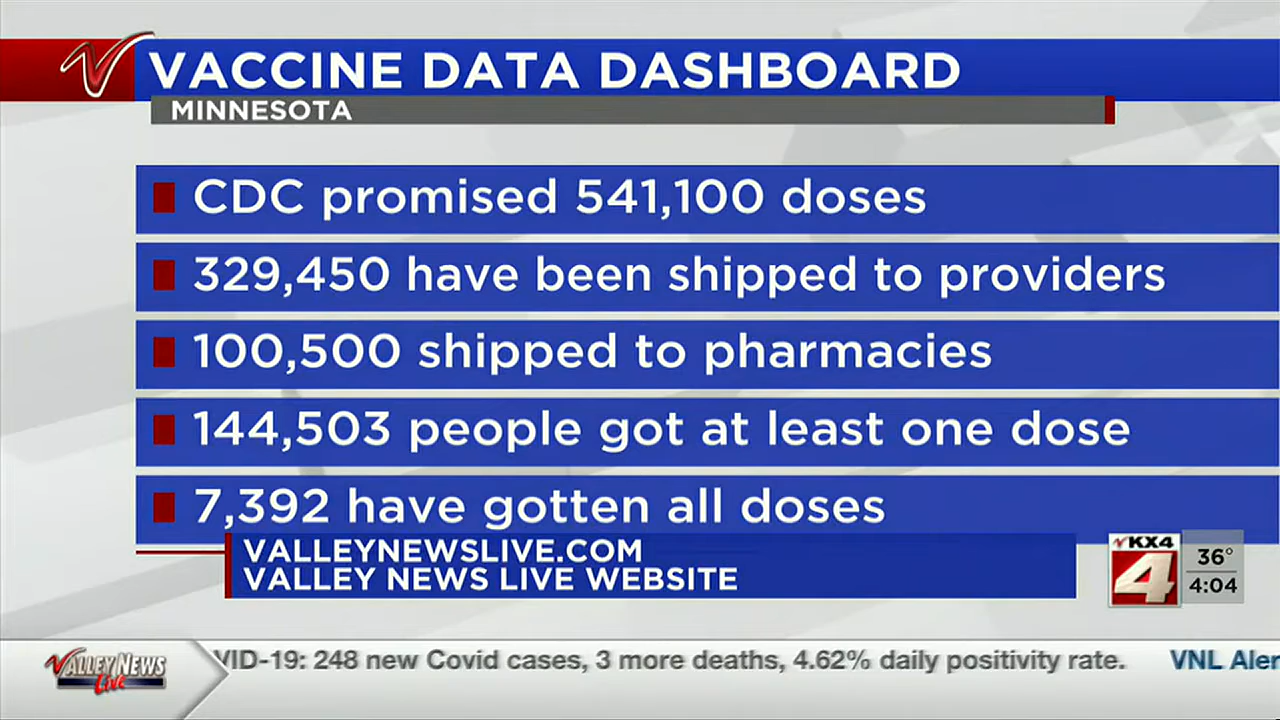 VACCINE DATA DASHBOARD
MINNESOTA
CDC promised 541,100 doses
329,450 have been shipped to providers
100,500 shipped to pharmacies
144,503 people got at least one dose
7,392 have gotten all doses
VALLEYNEWSLIVE.COM
VALLEY NEWS LIVE WEBSITE
KX4
4
36°
4:04
VALLEY NEWS
Live
VID-19: 248 new Covid cases, 3 more deaths, 4.62% daily positivity rate. VNL Aler